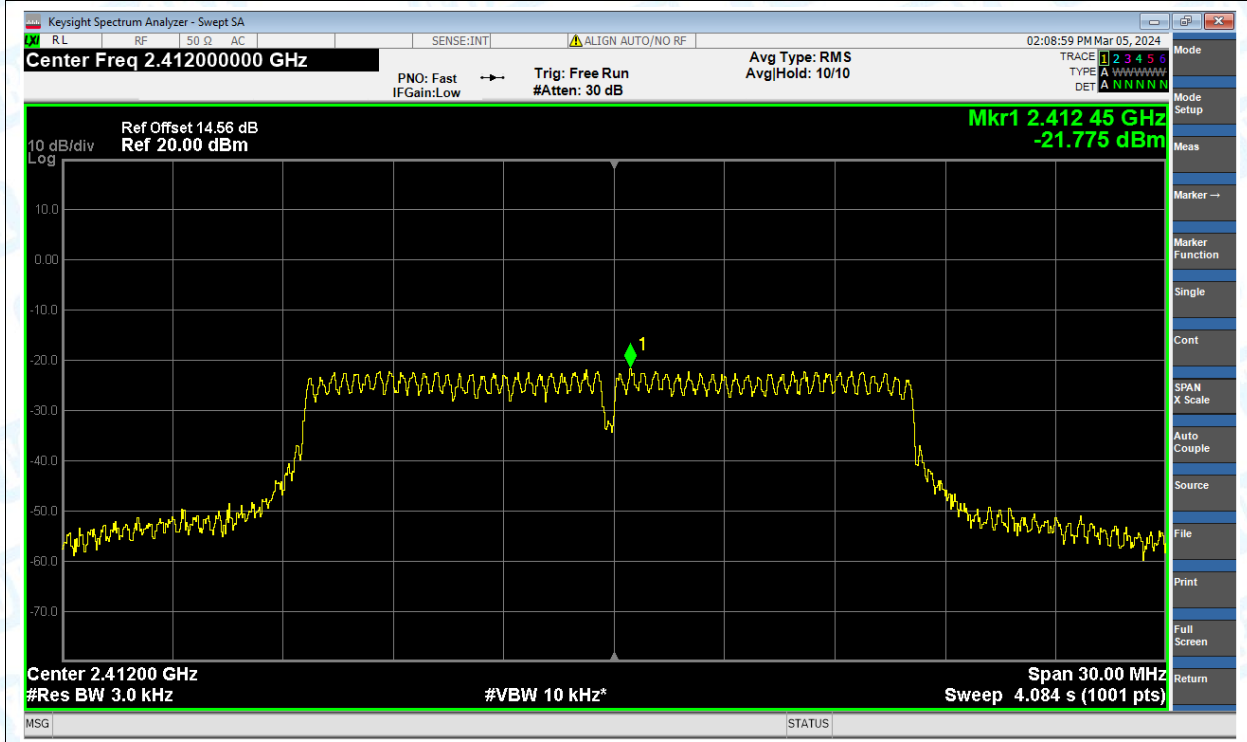 Keysight Spectrum Analyzer - Swept SA
LXI RL RF 50 Ω AC SENSE:INT ALIGN AUTO/NO RF 02:08:59 PM Mar 05, 2024
Center Freq 2.412000000 GHz
PNO: Fast
IFGain:Low
Trig: Free Run
#Atten: 30 dB
Avg Type: RMS
Avg|Hold: 10/10
TRACE 1 2 3 4 5 6
TYPE A WWWWW
DET A N N N N N
Ref Offset 14.56 dB
10 dB/div Ref 20.00 dBm
Log
Mkr1 2.412 45 GHz
-21.775 dBm
10.0
0.00
-10.0
-20.0
-30.0
-40.0
-50.0
-60.0
-70.0
1
Center 2.41200 GHz
#Res BW 3.0 kHz
#VBW 10 kHz*
Span 30.00 MHz
Sweep 4.084 s (1001 pts)
MSG STATUS
Mode
Mode
Setup
Meas
Marker →
Marker
Function
Single
Cont
SPAN
X Scale
Auto
Couple
Source
File
Print
Full
Screen
Return